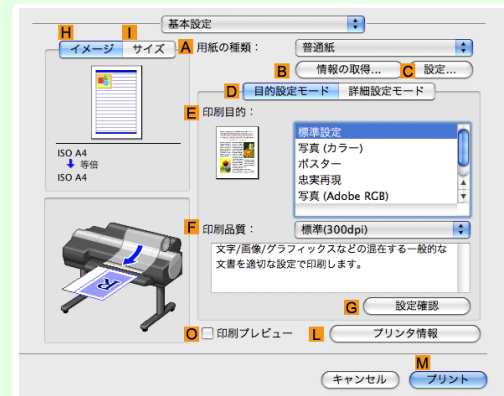 基本設定
H I
イメージ サイズ A 用紙の種類： 普通紙
B 情報の取得... C 設定...
D 目的設定モード 詳細設定モード
E 印刷目的：
標準設定
写真 (カラー)
ポスター
忠実再現
写真 (Adobe RGB)
ISO A4
等倍
ISO A4
F 印刷品質： 標準(300dpi)
文字/画像/グラフィックスなどの混在する一般的な
文書を適切な設定で印刷します。
R
G 設定確認
O 印刷プレビュー L プリンタ情報
M
キャンセル プリント